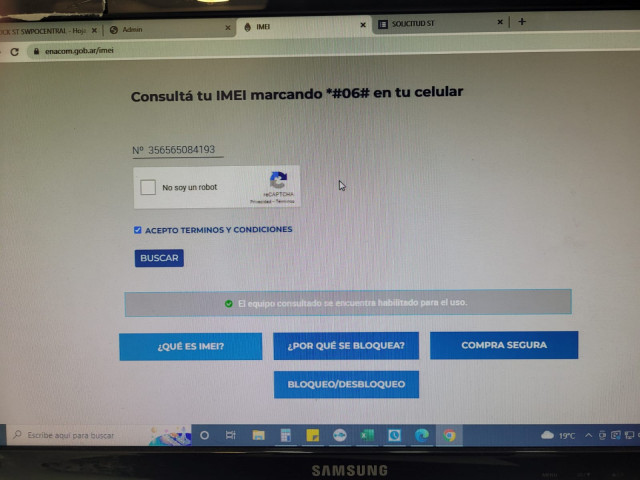 CK ST SWPOCENTRAL - Hoja
Admin
IMEI
SOLICITUD ST
enacom.gob.ar/imei
Consultá tu IMEI marcando *#06# en tu celular
Nº 356565084193
No soy un robot
reCAPTCHA
Privacidad - Términos
ACEPTO TERMINOS Y CONDICIONES
BUSCAR
El equipo consultado se encuentra habilitado para el uso.
¿QUÉ ES IMEI?
¿POR QUÉ SE BLOQUEA?
COMPRA SEGURA
BLOQUEO/DESBLOQUEO
Escribe aquí para buscar
19°C
SAMSUNG